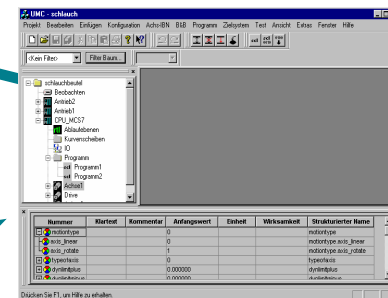 UMC - schlauch
Projekt Bearbeiten Einfügen Konfiguration Achs-IBN B&B Programm Zielsystem Test Ansicht Extras Fenster Hilfe
<Kein Filter> Filter Baum...
schlauchbeutel
Beobachten
Antrieb2
Antrieb1
CPU_MCS7
Ablaufebenen
Kurvenscheiben
IO
Programm
Programm1
Programm2
Achse1
Drive
Nummer Klartext Kommentar Anfangswert Einheit Wirksamkeit Strukturierter Name
motiontype 0 motiontype
axis_linear 0 motiontype.axis_linear
axis_rotate 1 motiontype.axis_rotate
typeofaxis 0 typeofaxis
dynlimitplus 0.000000 dynlimitplus
0.000000
Drücken Sie F1, um Hilfe zu erhalten.